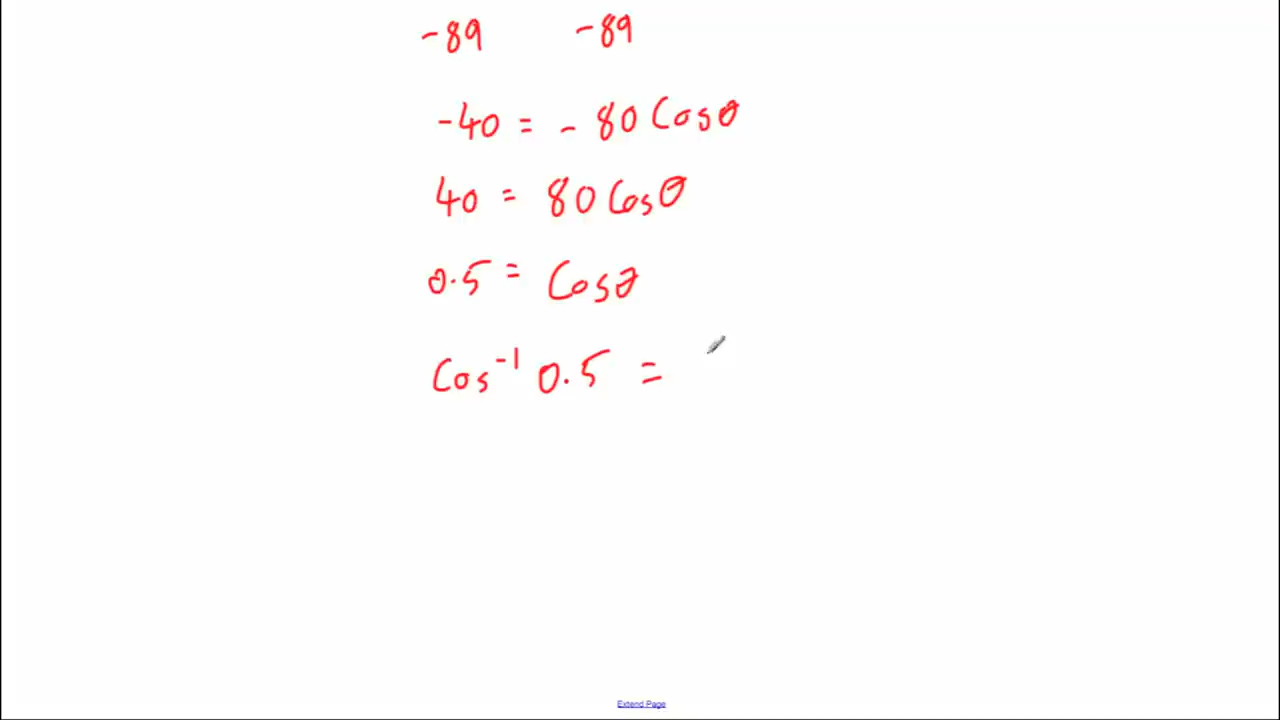 -89 -89
-40 = -80 Cosθ
40 = 80 Cosθ
0.5 = Cosθ
Cos⁻¹ 0.5 =
Extend Page